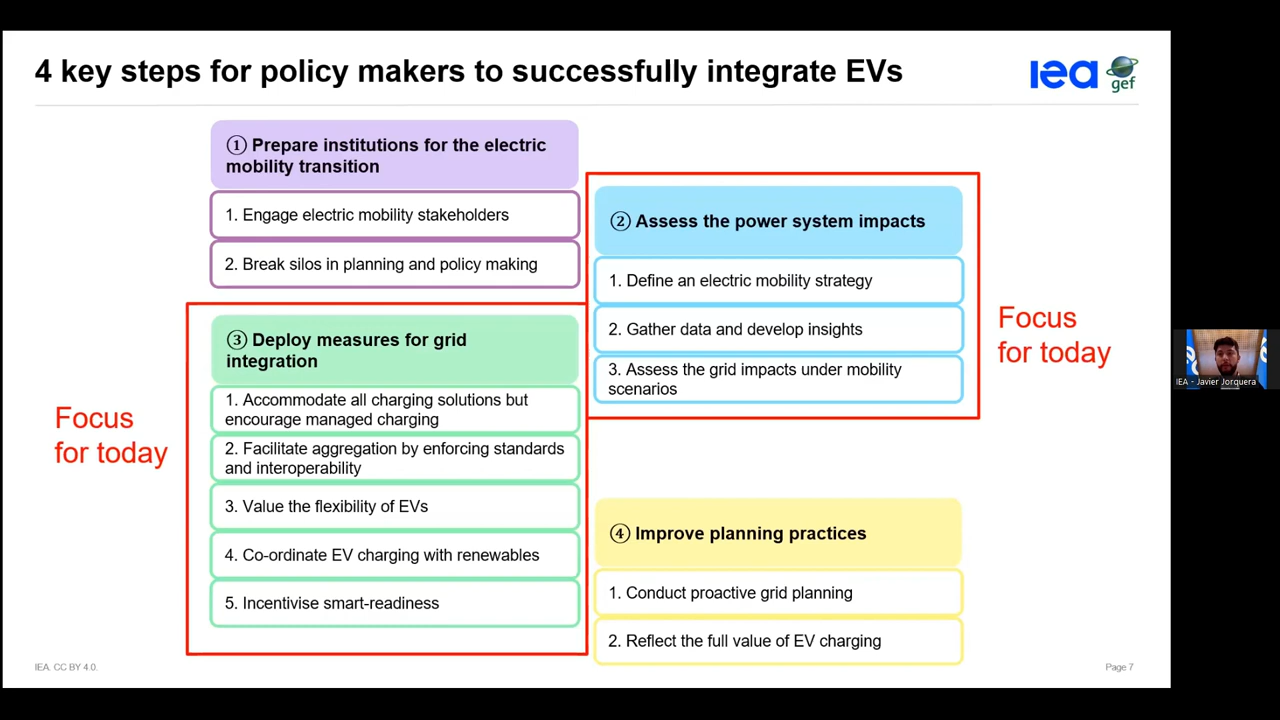 4 key steps for policy makers to successfully integrate EVs
iea
gef
① Prepare institutions for the electric
mobility transition
1. Engage electric mobility stakeholders
2. Break silos in planning and policy making
② Assess the power system impacts
1. Define an electric mobility strategy
2. Gather data and develop insights
3. Assess the grid impacts under mobility
scenarios
Focus
for today
③ Deploy measures for grid
integration
1. Accommodate all charging solutions but
encourage managed charging
2. Facilitate aggregation by enforcing standards
and interoperability
3. Value the flexibility of EVs
4. Co-ordinate EV charging with renewables
5. Incentivise smart-readiness
Focus
for today
④ Improve planning practices
1. Conduct proactive grid planning
2. Reflect the full value of EV charging
IEA. CC BY 4.0.
Page 7
IEA - Javier Jorquera